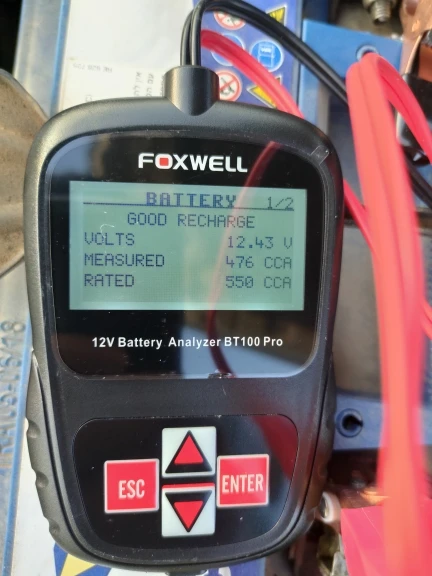 FOXWELL
BATTERY 1/2
GOOD RECHARGE
VOLTS 12.43 V
MEASURED 476 CCA
RATED 550 CCA
12V Battery Analyzer BT100 Pro
ESC
ENTER